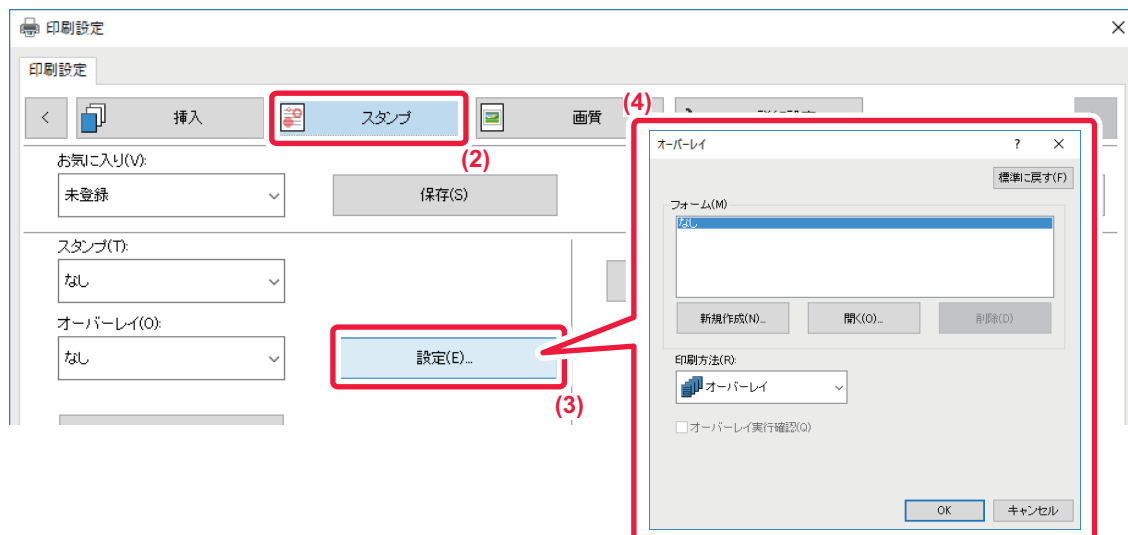 印刷設定
印刷設定
挿入
スタンプ
画質
(4)
(2)
お気に入り(V):
未登録
保存(S)
スタンプ(T):
なし
オーバーレイ(O):
なし
設定(E)...
(3)
オーバーレイ
?
標準に戻す(F)
フォーム(M)
なし
新規作成(N)...
開く(O)...
削除(D)
印刷方法(R):
オーバーレイ
オーバーレイ実行確認(Q)
OK
キャンセル